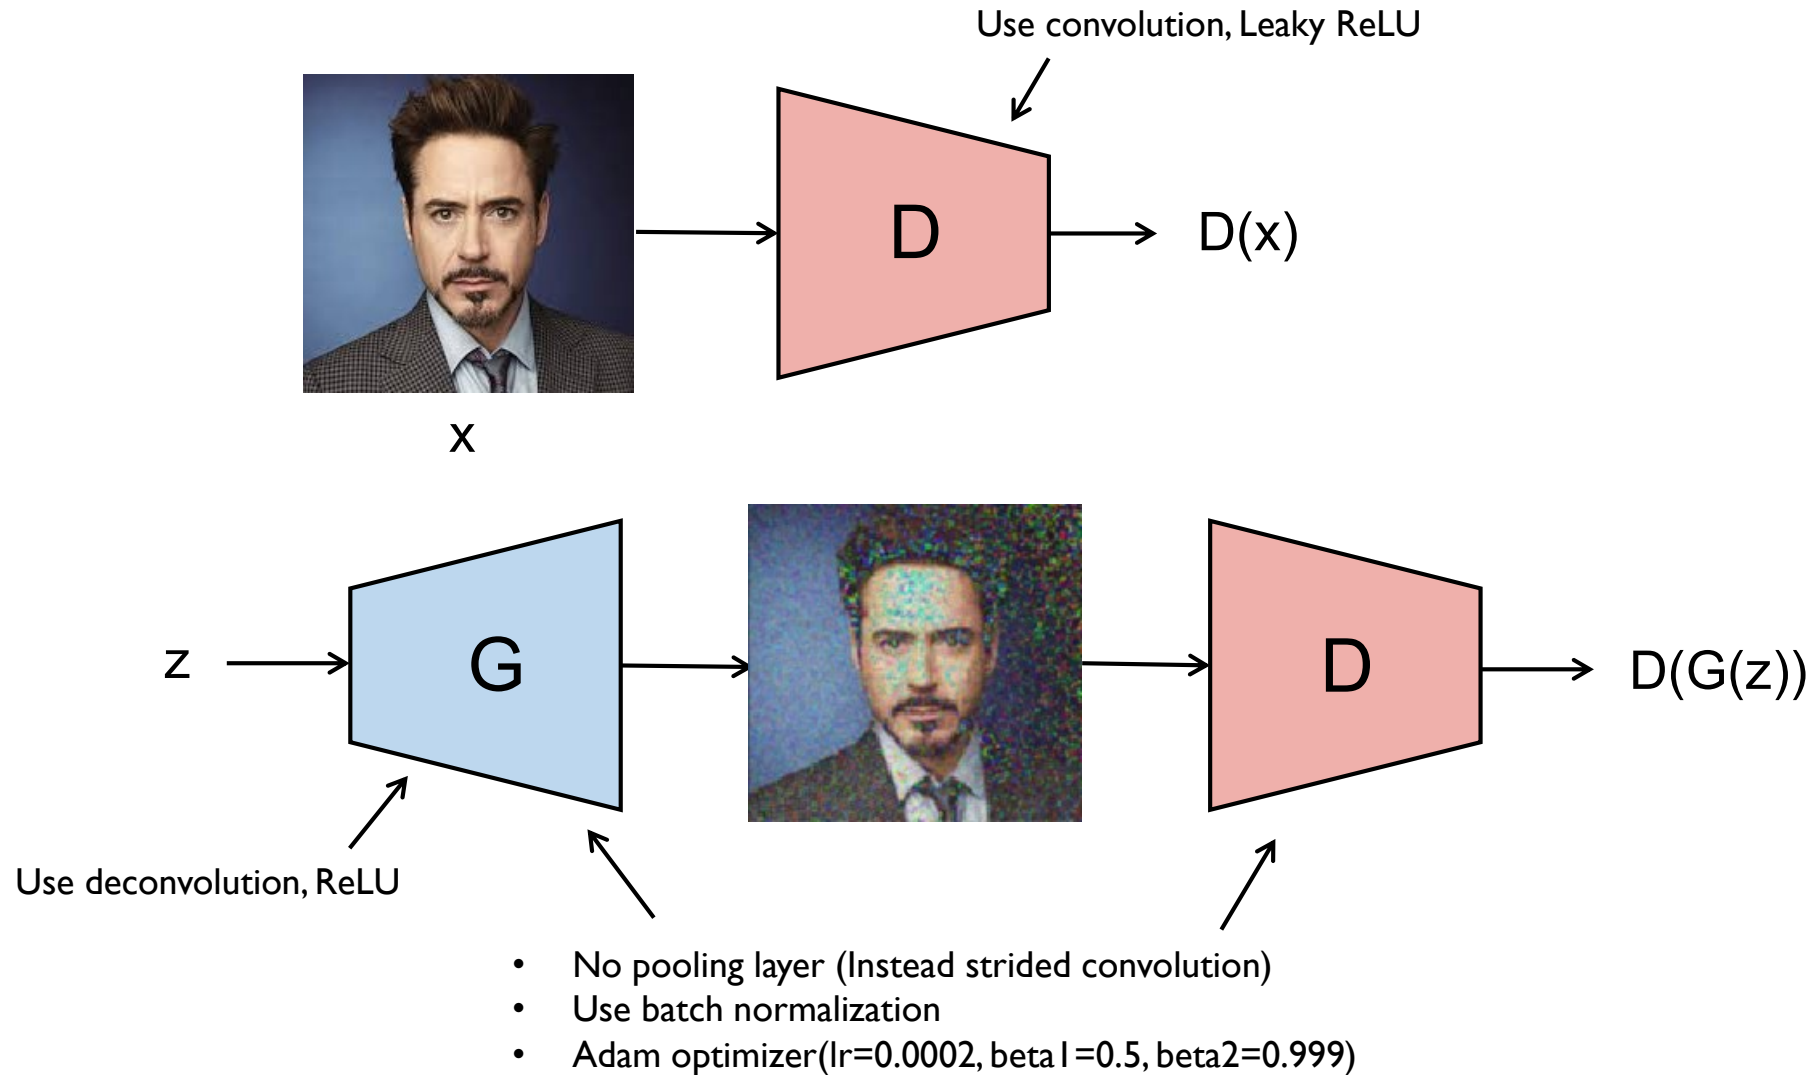 Use convolution, Leaky ReLU
D
D(x)
x
z
G
D
D(G(z))
Use deconvolution, ReLU
• No pooling layer (Instead strided convolution)
• Use batch normalization
• Adam optimizer(lr=0.0002, beta1=0.5, beta2=0.999)